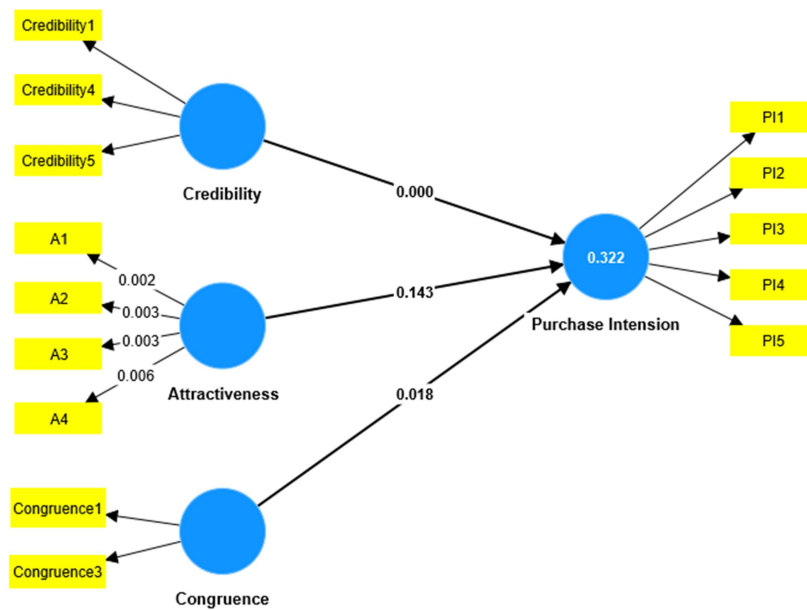 Credibility1
Credibility4
Credibility5
Credibility
0.000
A1
A2
A3
A4
0.002
0.003
0.003
0.006
Attractiveness
0.143
Congruence1
Congruence3
Congruence
0.018
0.322
Purchase Intension
PI1
PI2
PI3
PI4
PI5